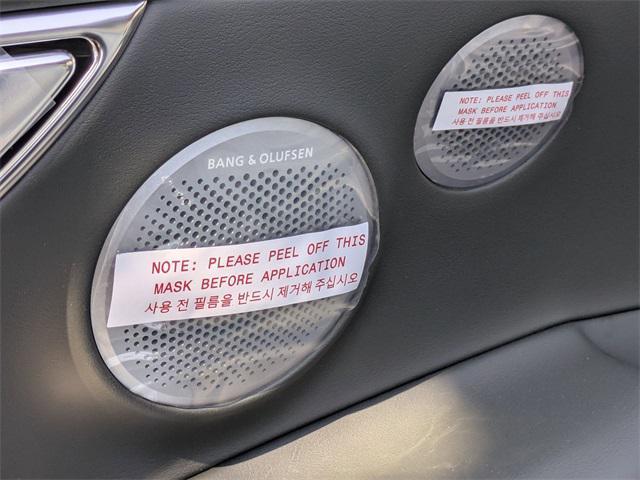 BANG & OLUFSEN
NOTE: PLEASE PEEL OFF THIS
MASK BEFORE APPLICATION
사용 전 필름을 반드시 제거해 주십시오
NOTE: PLEASE PEEL OFF THIS
MASK BEFORE APPLICATION
사용 전 필름을 반드시 제거해 주십시오